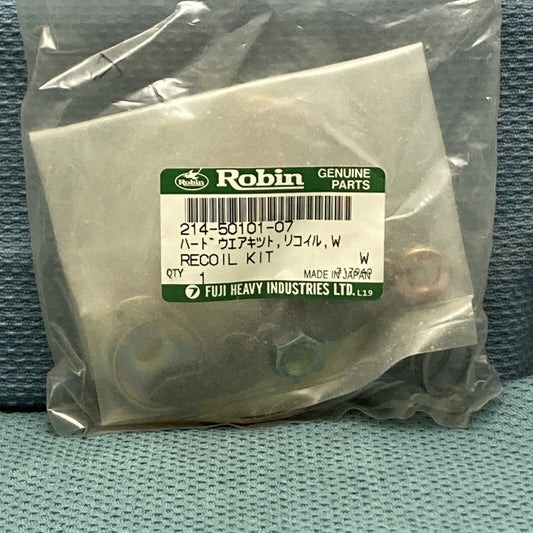 Robin Robin GENUINE
PARTS
214-50101-07
ハードウエアキット,リコイル,W
RECOIL KIT W
QTY 1 MADE IN JAPAN
FUJI HEAVY INDUSTRIES LTD. L19